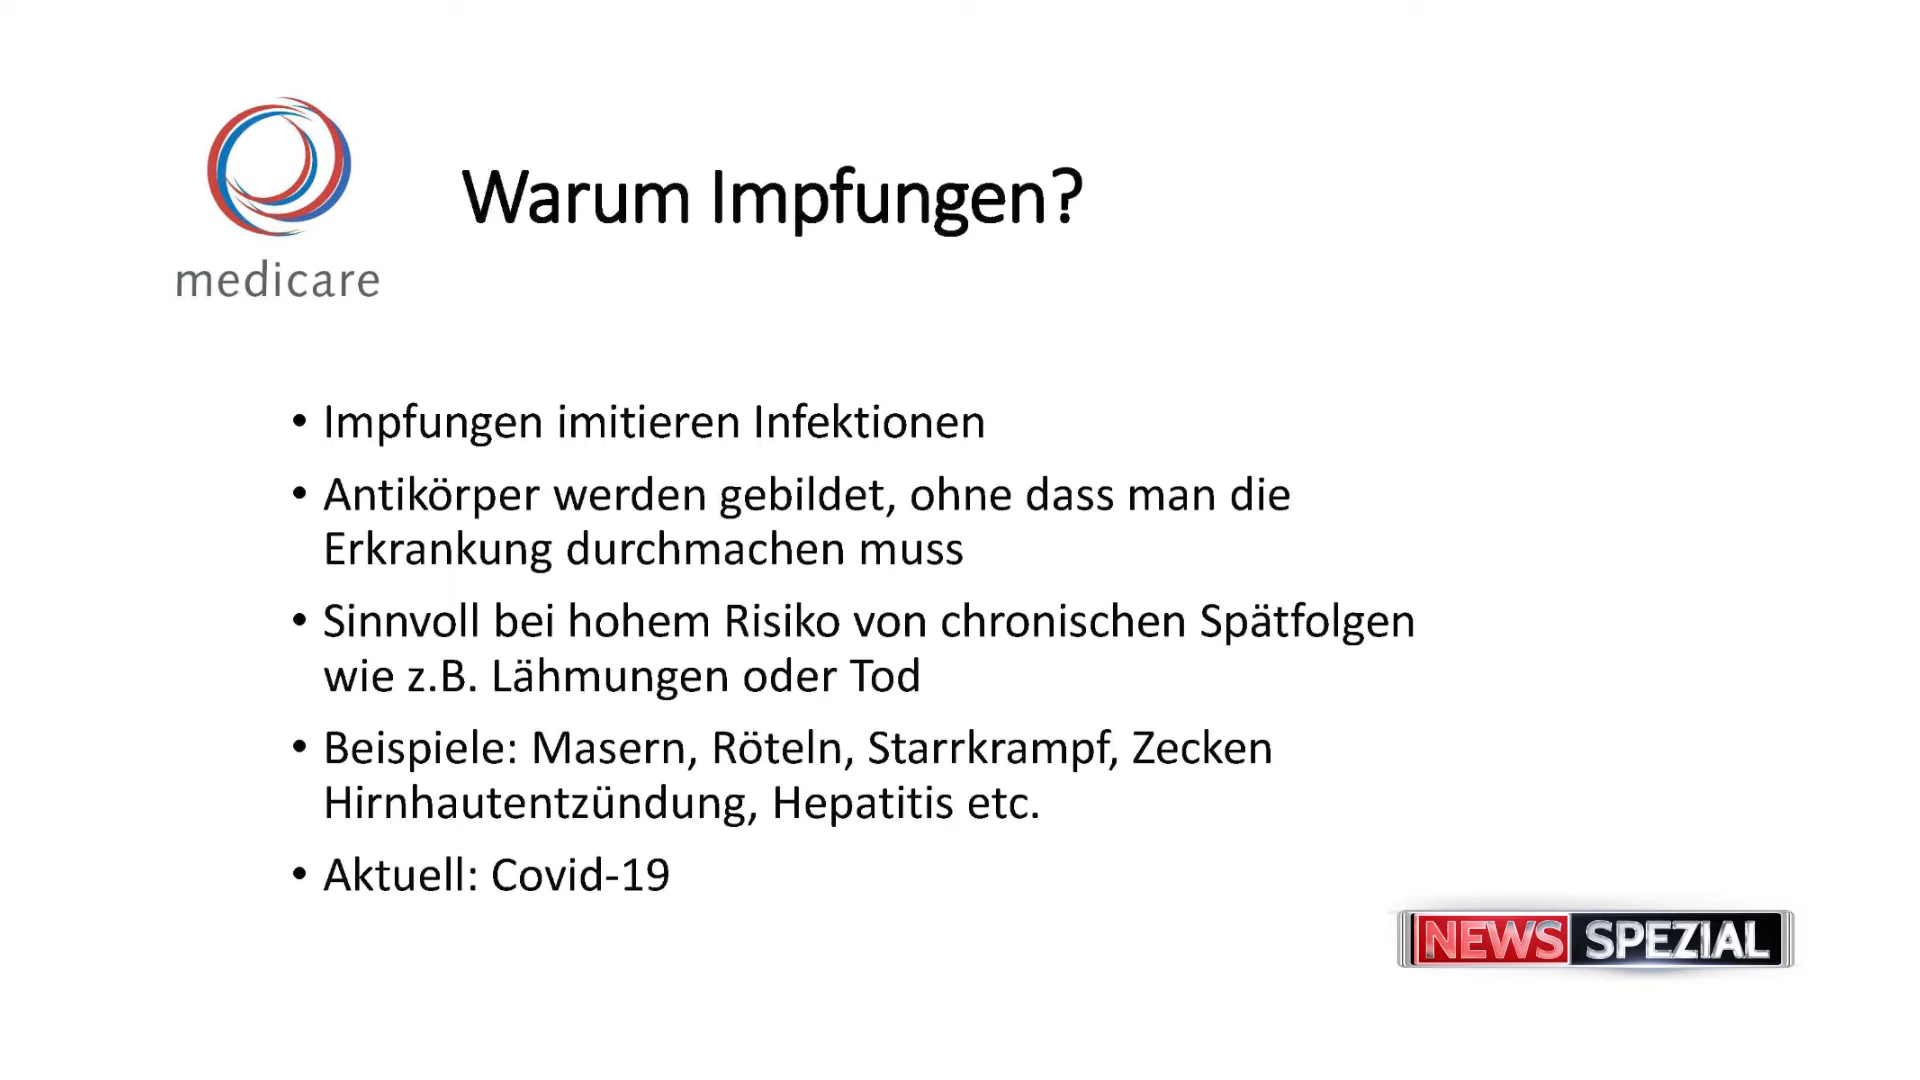 medicare
Warum Impfungen?
• Impfungen imitieren Infektionen
• Antikörper werden gebildet, ohne dass man die
Erkrankung durchmachen muss
• Sinnvoll bei hohem Risiko von chronischen Spätfolgen
wie z.B. Lähmungen oder Tod
• Beispiele: Masern, Röteln, Starrkrampf, Zecken
Hirnhautentzündung, Hepatitis etc.
• Aktuell: Covid-19
NEWS SPEZIAL